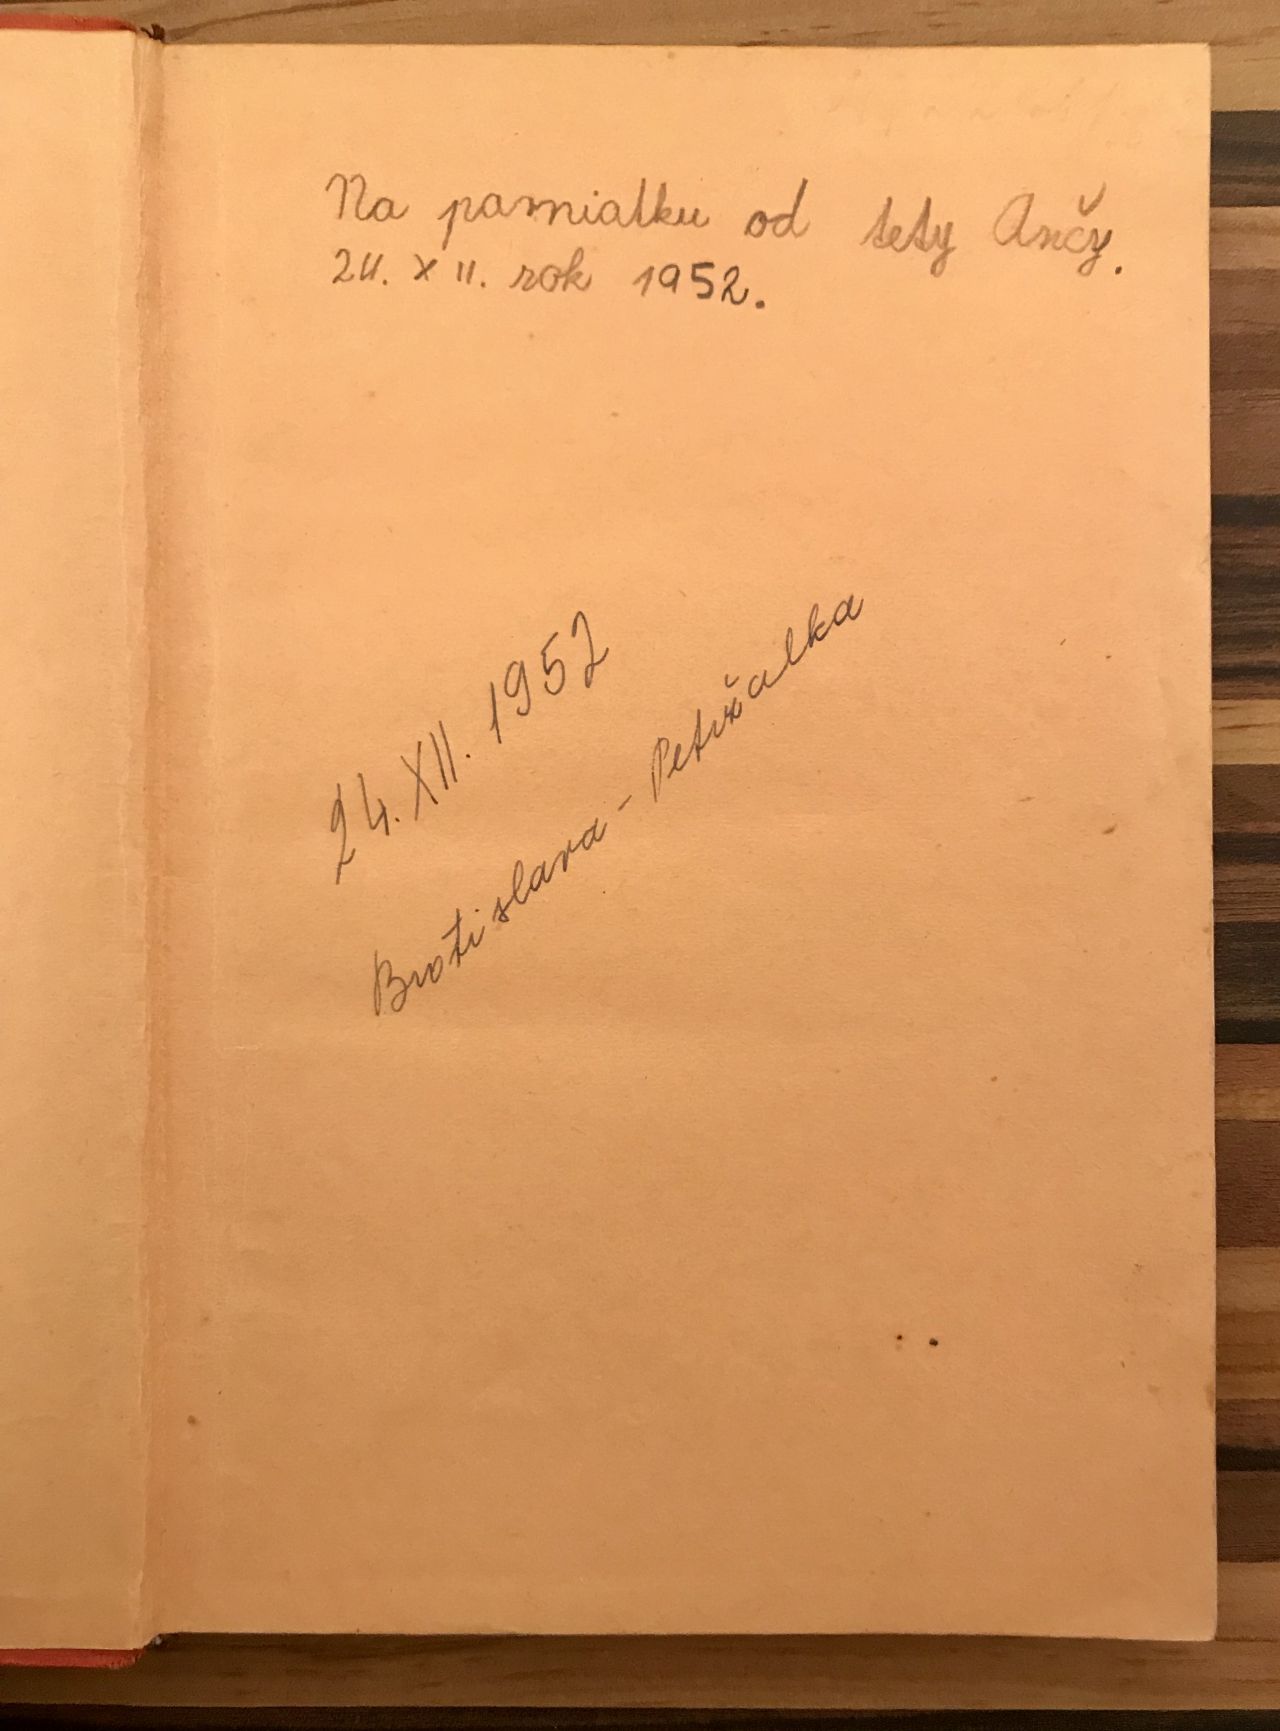 Na pamiatku od tety Ančy.
24. XII. rok 1952.
24. XII. 1952
Bratislava - Petržalka